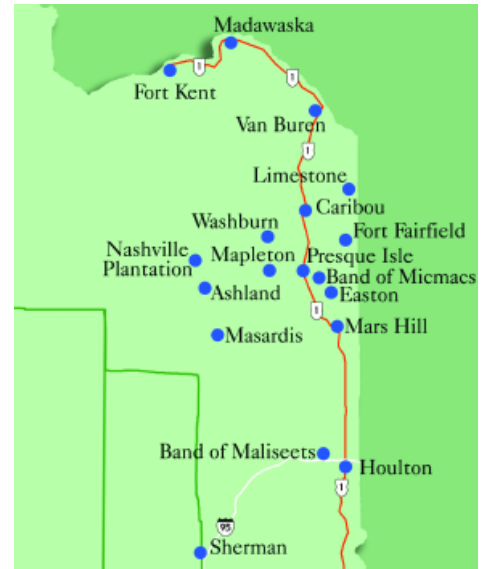 Madawaska
1
1
Fort Kent
Van Buren
1
Limestone
Caribou
Washburn
Fort Fairfield
Nashville
Plantation
Mapleton
Presque Isle
Band of Micmacs
Ashland
Easton
1
Mars Hill
Masardis
Band of Maliseets
Houlton
1
95
Sherman